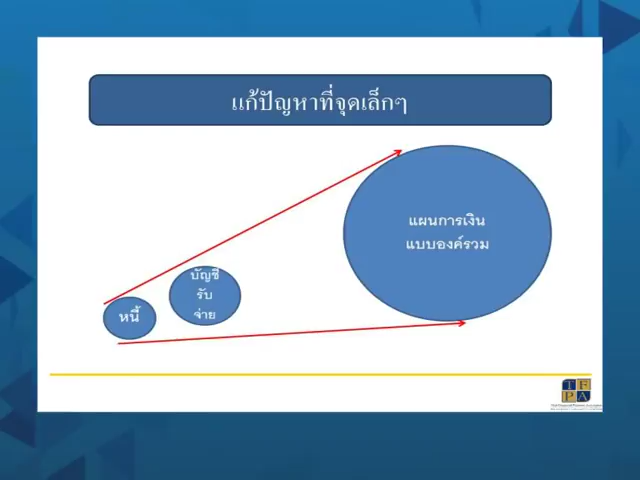 แก้ปัญหาที่จุดเล็กๆ
แผนการเงิน
แบบองค์รวม
บัญชี
รับ
จ่าย
หนี้
T F
P A